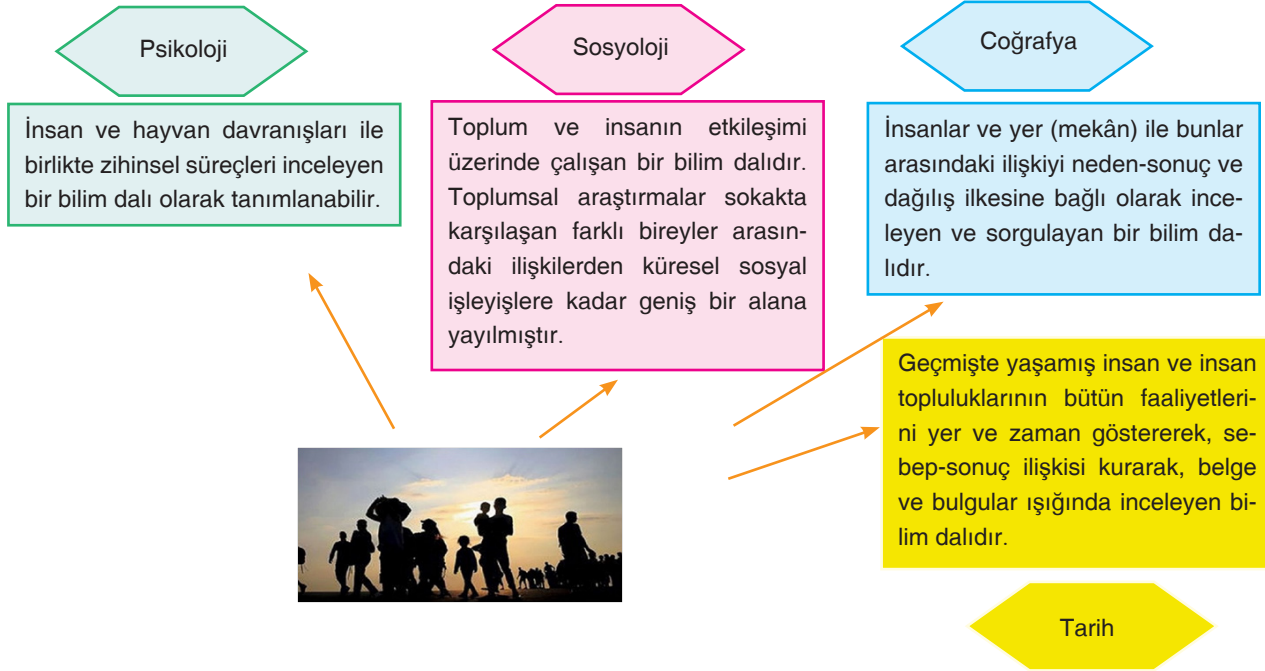 Psikoloji
İnsan ve hayvan davranışları ile
birlikte zihinsel süreçleri inceleyen
bir bilim dalı olarak tanımlanabilir.
Sosyoloji
Toplum ve insanın etkileşimi
üzerinde çalışan bir bilim dalıdır.
Toplumsal araştırmalar sokakta
karşılaşan farklı bireyler arasın-
daki ilişkilerden küresel sosyal
işleyişlere kadar geniş bir alana
yayılmıştır.
Coğrafya
İnsanlar ve yer (mekân) ile bunlar
arasındaki ilişkiyi neden-sonuç ve
dağılış ilkesine bağlı olarak ince-
leyen ve sorgulayan bir bilim da-
lıdır.
Geçmişte yaşamış insan ve insan
topluluklarının bütün faaliyetleri-
ni yer ve zaman göstererek, se-
bep-sonuç ilişkisi kurarak, belge
ve bulgular ışığında inceleyen bi-
lim dalıdır.
Tarih